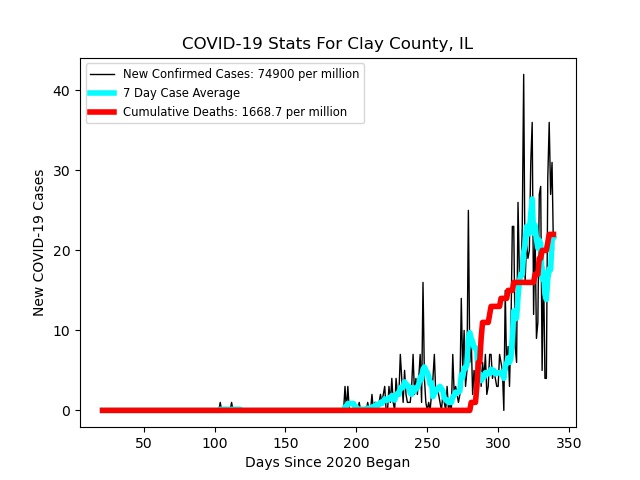 COVID-19 Stats For Clay County, IL
New Confirmed Cases: 74900 per million
7 Day Case Average
Cumulative Deaths: 1668.7 per million
New COVID-19 Cases
40
30
20
10
0
50 100 150 200 250 300 350
Days Since 2020 Began